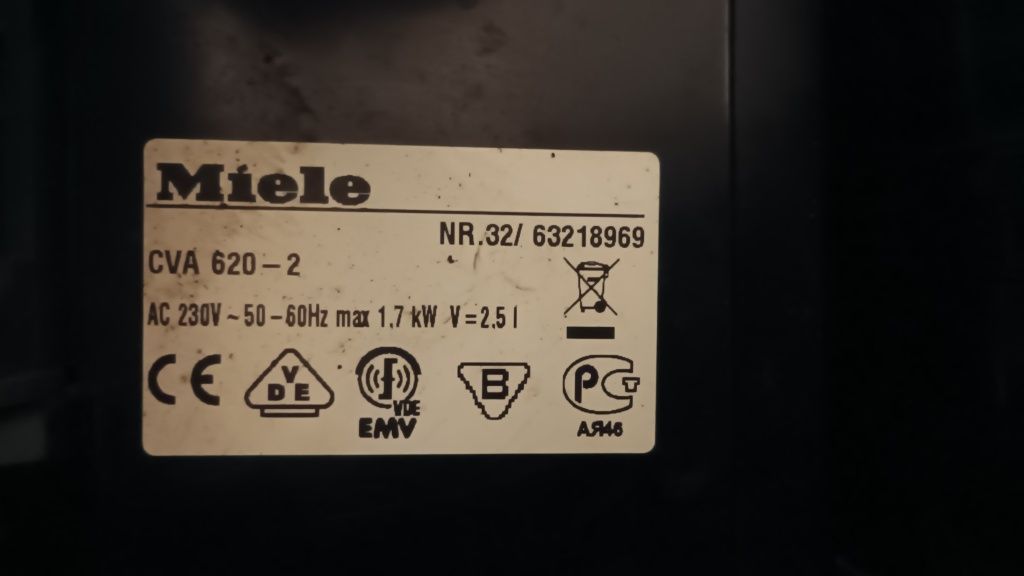 Miele
NR.32/ 63218969
CVA 620-2
AC 230V ~ 50-60Hz max 1,7 kW V=2,5 l
CE
V
DE
VDE
EMV
B
PCT
АЯ46